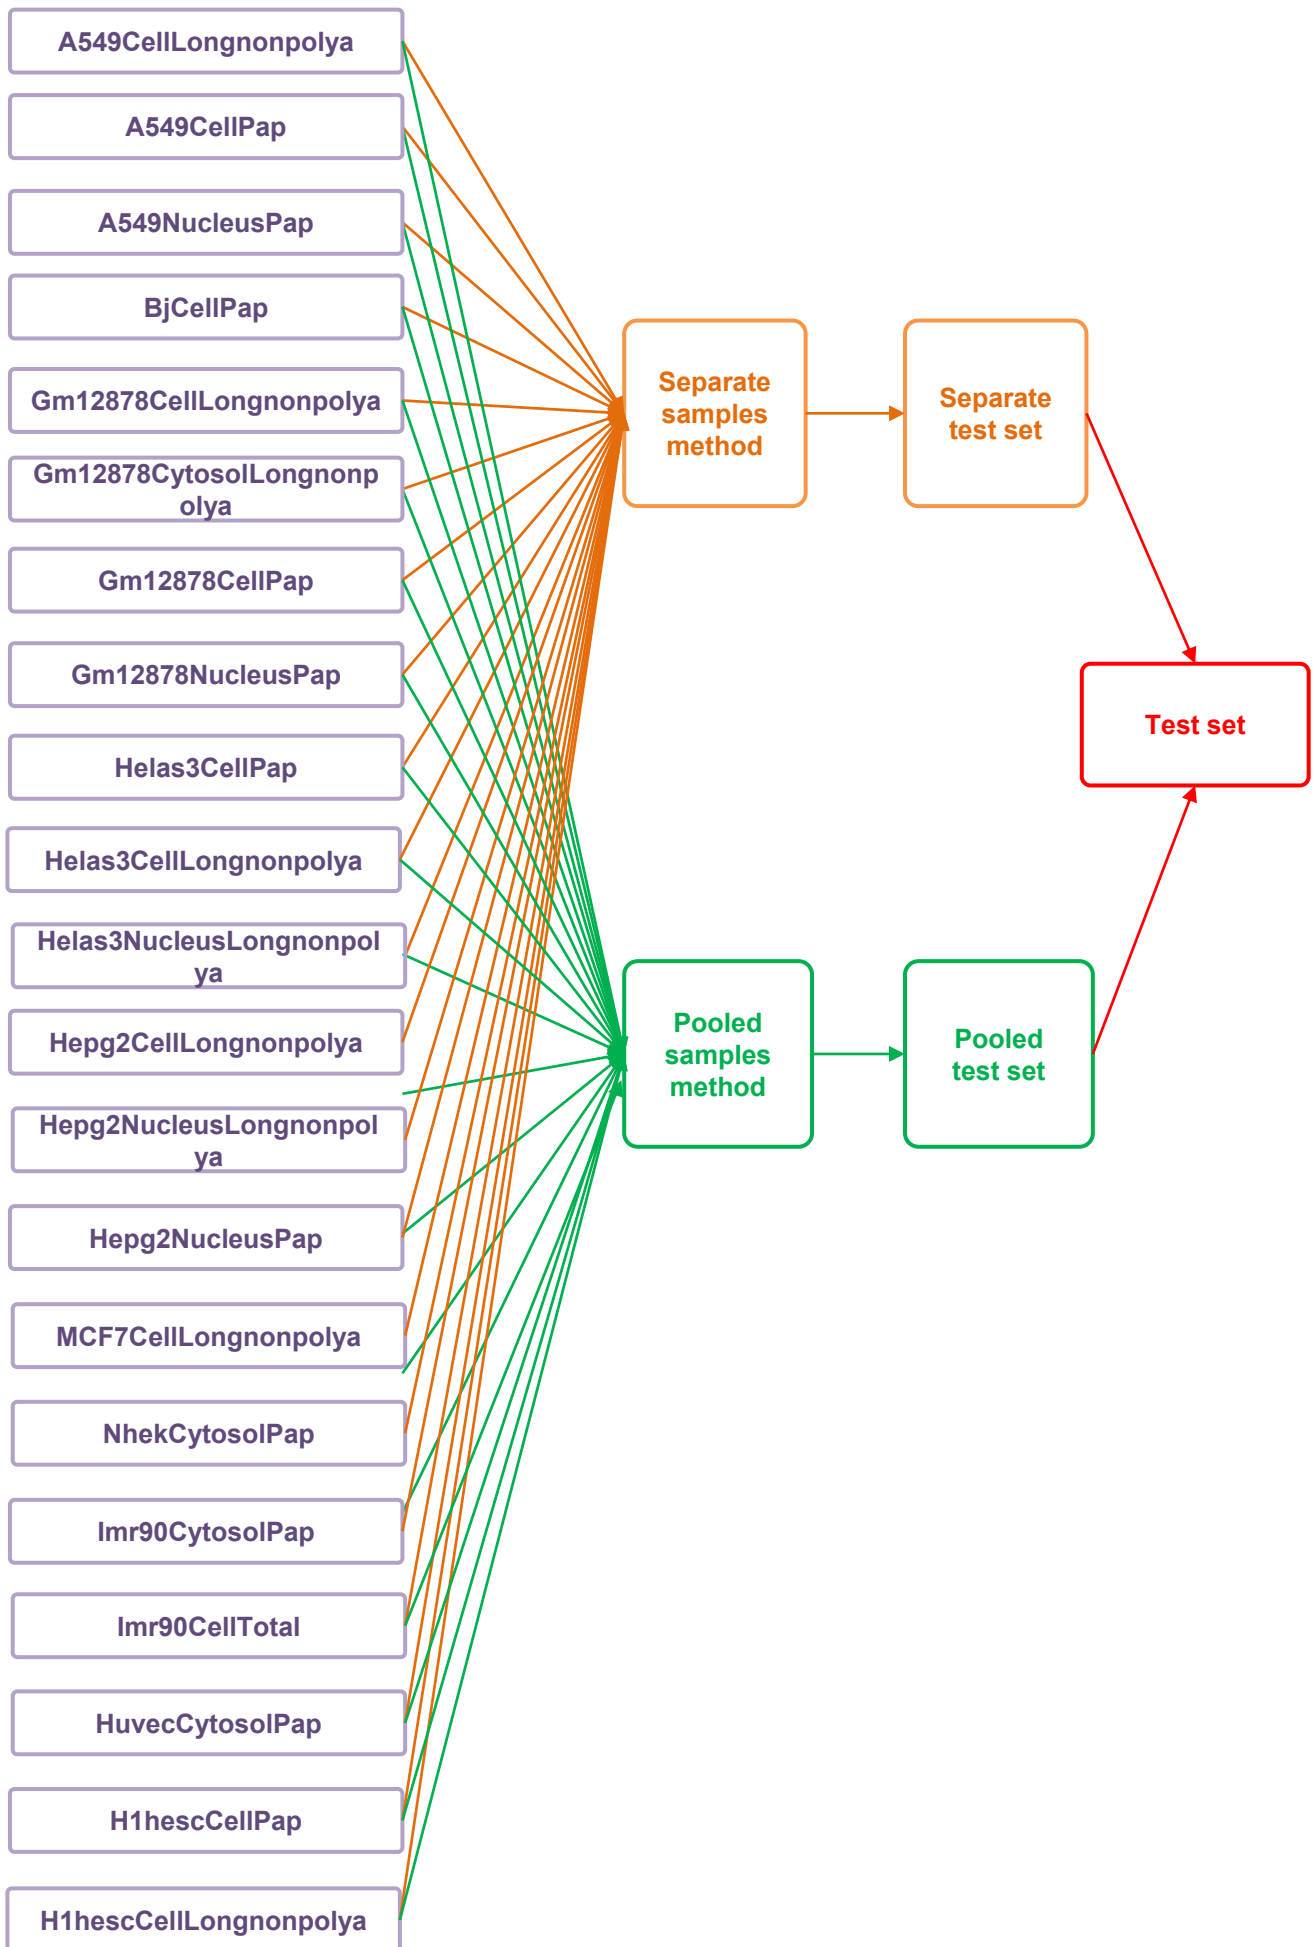 A549CellLongnonpolya
A549CellPap
A549NucleusPap
BjCellPap
Gm12878CellLongnonpolya
Gm12878CytosolLongnonp
olya
Gm12878CellPap
Gm12878NucleusPap
Helas3CellPap
Helas3CellLongnonpolya
Helas3NucleusLongnonpol
ya
Hepg2CellLongnonpolya
Hepg2NucleusLongnonpol
ya
Hepg2NucleusPap
MCF7CellLongnonpolya
NhekCytosolPap
Imr90CytosolPap
Imr90CellTotal
HuvecCytosolPap
H1hescCellPap
H1hescCellLongnonpolya
Separate
samples
method
Separate
test set
Pooled
samples
method
Pooled
test set
Test set